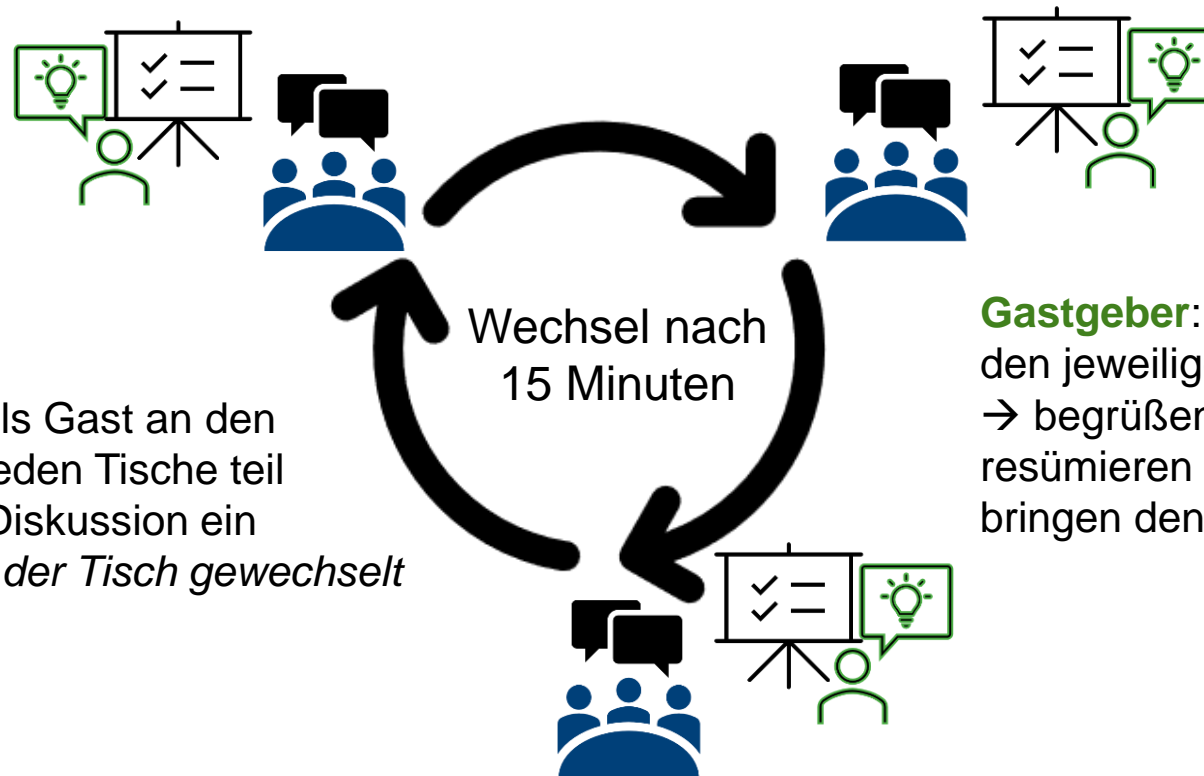 Wechsel nach
15 Minuten
ls Gast an den
eden Tische teil
Diskussion ein
der Tisch gewechselt
Gastgeber:
den jeweilig
→ begrüßen
resümieren
bringen den